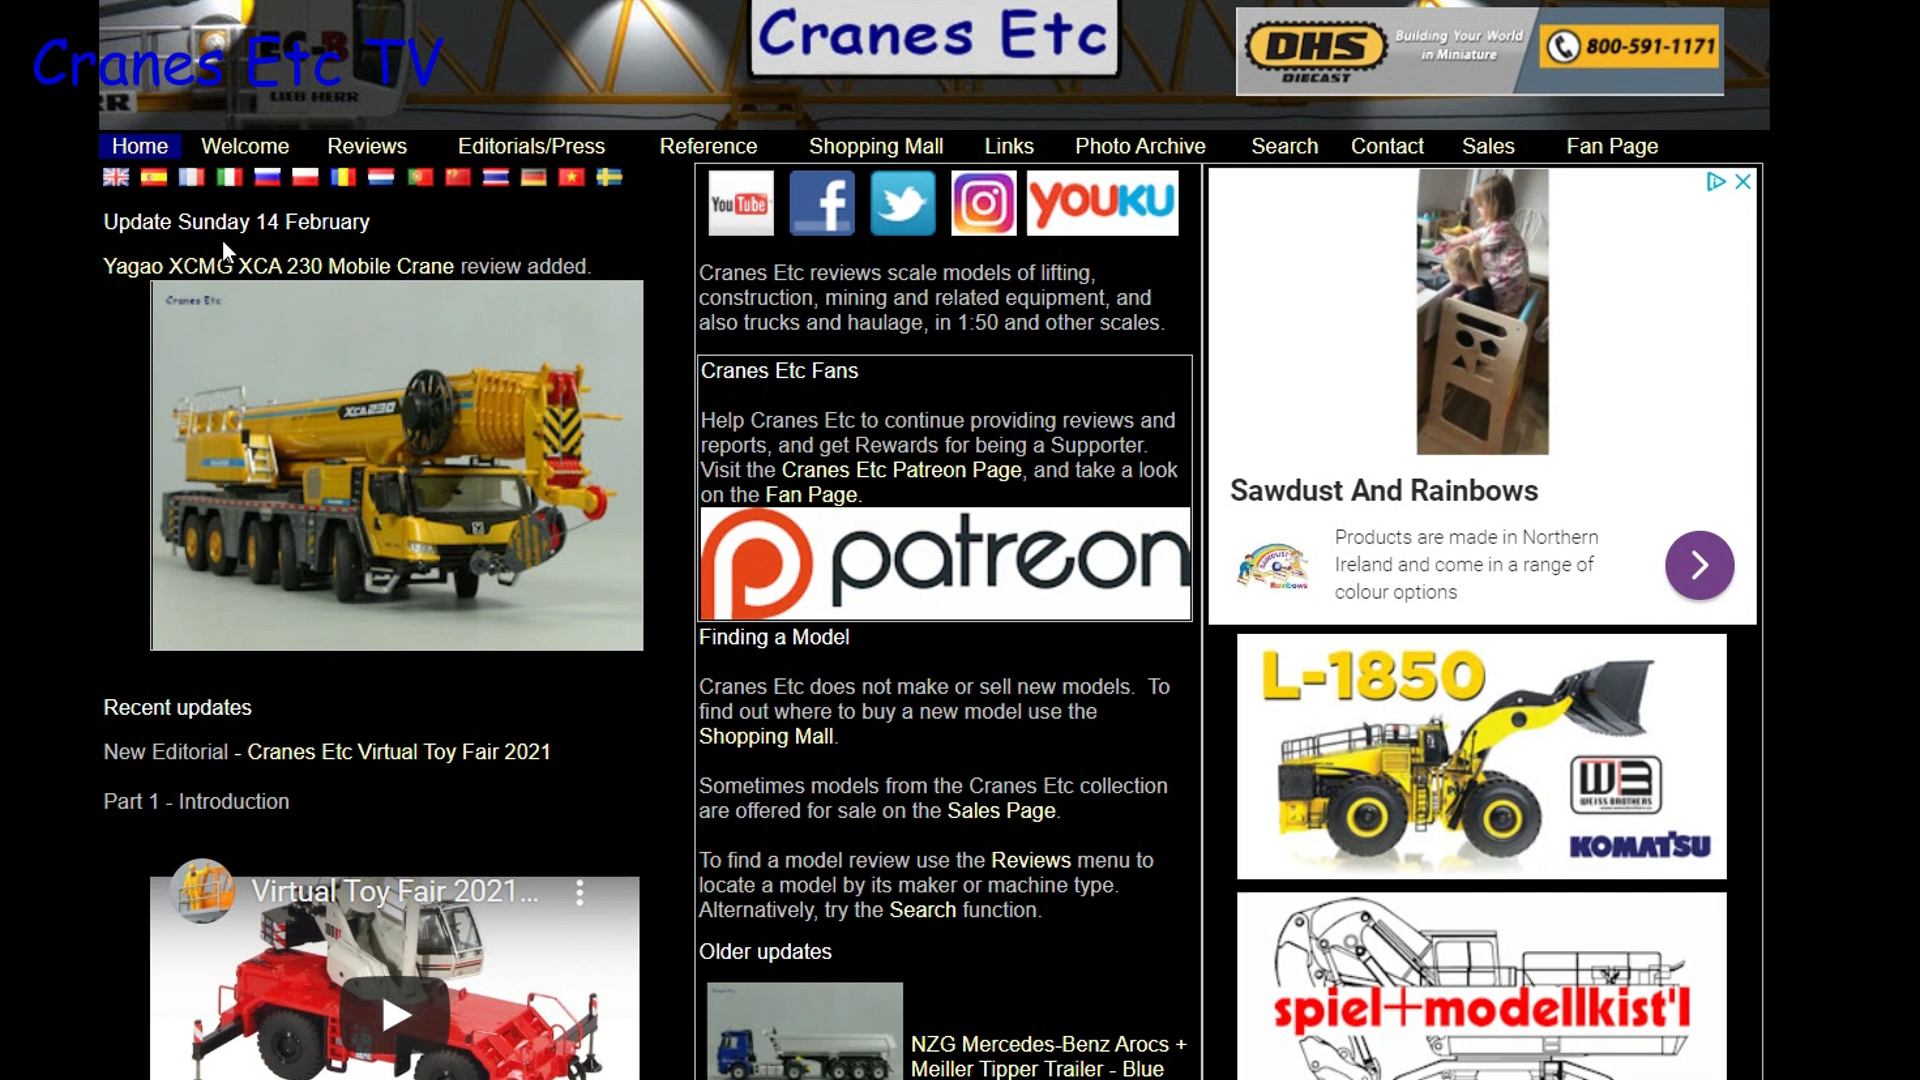 Cranes Etc TV
EC-B
LIEBHERR
Cranes Etc
DHS
DIECAST
Building Your World
in Miniature
800-591-1171
Home Welcome Reviews Editorials/Press Reference Shopping Mall Links Photo Archive Search Contact Sales Fan Page
Update Sunday 14 February
Yagao XCMG XCA 230 Mobile Crane review added.
Cranes Etc
XCA230
Recent updates
New Editorial - Cranes Etc Virtual Toy Fair 2021
Part 1 - Introduction
Virtual Toy Fair 2021...
You Tube
YOUKU
Cranes Etc reviews scale models of lifting,
construction, mining and related equipment, and
also trucks and haulage, in 1:50 and other scales.
Cranes Etc Fans
Help Cranes Etc to continue providing reviews and
reports, and get Rewards for being a Supporter.
Visit the Cranes Etc Patreon Page, and take a look
on the Fan Page.
patreon
Finding a Model
Cranes Etc does not make or sell new models. To
find out where to buy a new model use the
Shopping Mall.
Sometimes models from the Cranes Etc collection
are offered for sale on the Sales Page.
To find a model review use the Reviews menu to
locate a model by its maker or machine type.
Alternatively, try the Search function.
Older updates
NZG Mercedes-Benz Arocs +
Meiller Tipper Trailer - Blue
Sawdust And Rainbows
Products are made in Northern
Ireland and come in a range of
colour options
L-1850
WEISS BROTHERS
KOMATSU
spiel+modellkist'l